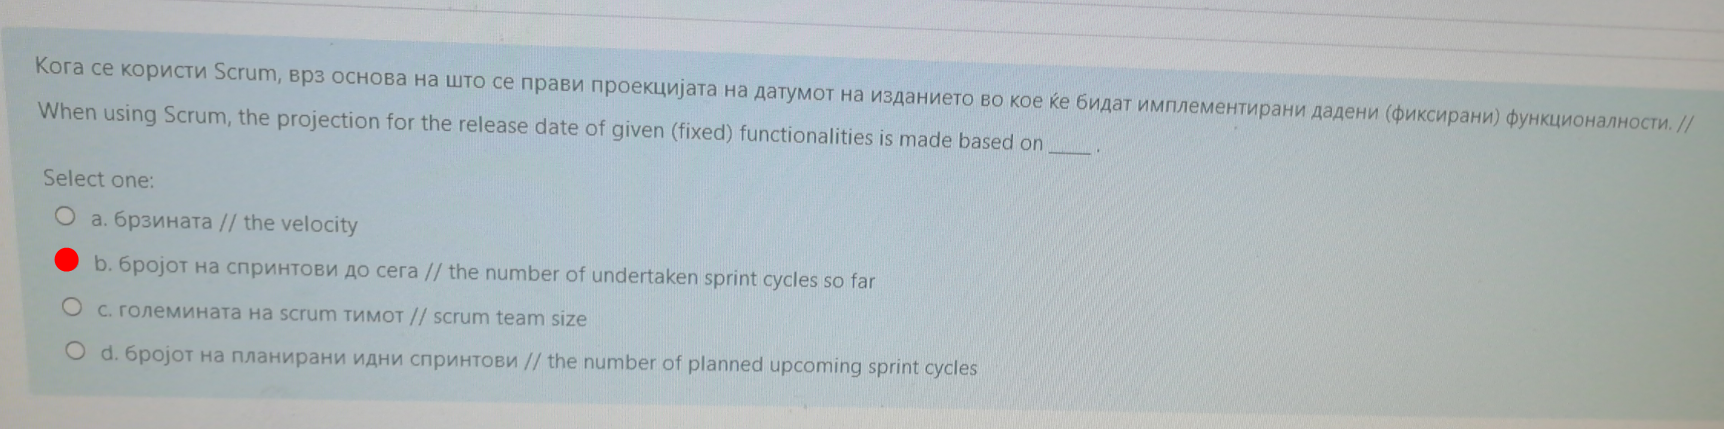 Кога се користи Scrum, врз основа на што се прави проекцијата на датумот на изданието во кое ќе бидат имплементирани дадени (фиксирани) функционалности. //
When using Scrum, the projection for the release date of given (fixed) functionalities is made based on ____ .
Select one:
a. брзината // the velocity
b. бројот на спринтови до сега // the number of undertaken sprint cycles so far
c. големината на scrum тимот // scrum team size
d. бројот на планирани идни спринтови // the number of planned upcoming sprint cycles